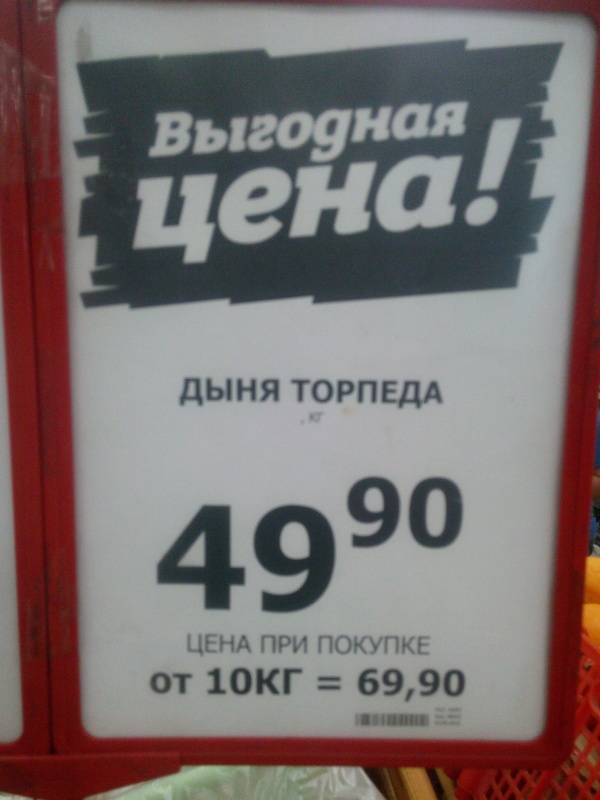 Выгодная
цена!
ДЫНЯ ТОРПЕДА
, кг
49 90
ЦЕНА ПРИ ПОКУПКЕ
от 10КГ = 69,90